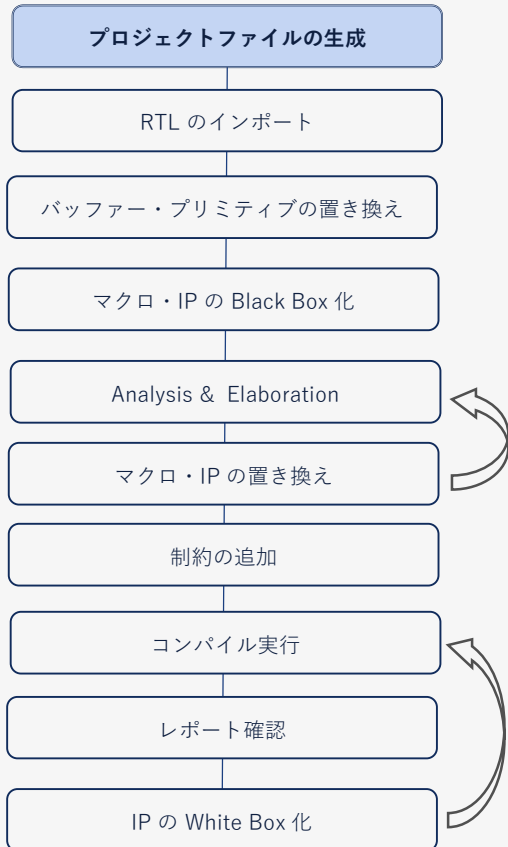 プロジェクトファイルの生成
RTL のインポート
バッファー・プリミティブの置き換え
マクロ・IP の Black Box 化
Analysis & Elaboration
マクロ・IP の置き換え
制約の追加
コンパイル実行
レポート確認
IP の White Box 化